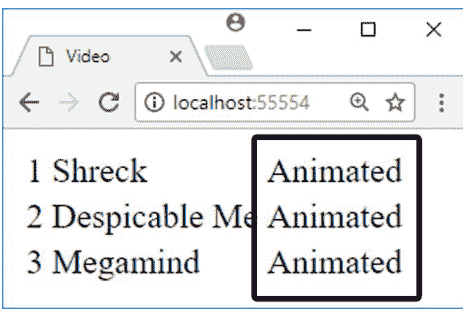 Video
localhost:55554
1 Shreck Animated
2 Despicable Me Animated
3 Megamind Animated